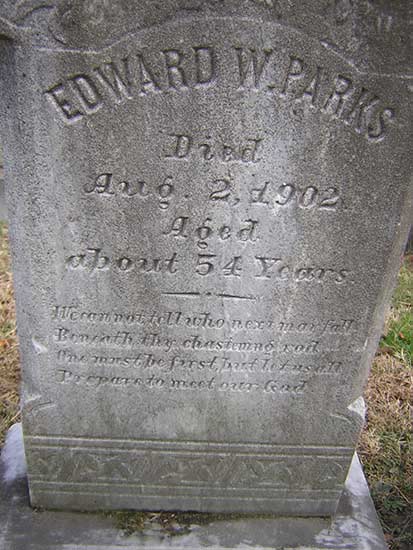 EDWARD W. PARKS
Died
Aug. 2, 1902.
Aged
about 54 Years
We cannot tell who next may fall
Beneath thy chastening rod
One must be first, but let us all
Prepare to meet our God